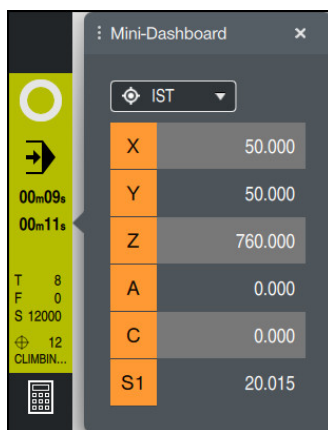 Mini-Dashboard
IST
X 50.000
Y 50.000
Z 760.000
A 0.000
C 0.000
S1 20.015
00m09s
00m11s
T 8
F 0
S 12000
12
CLIMBIN...